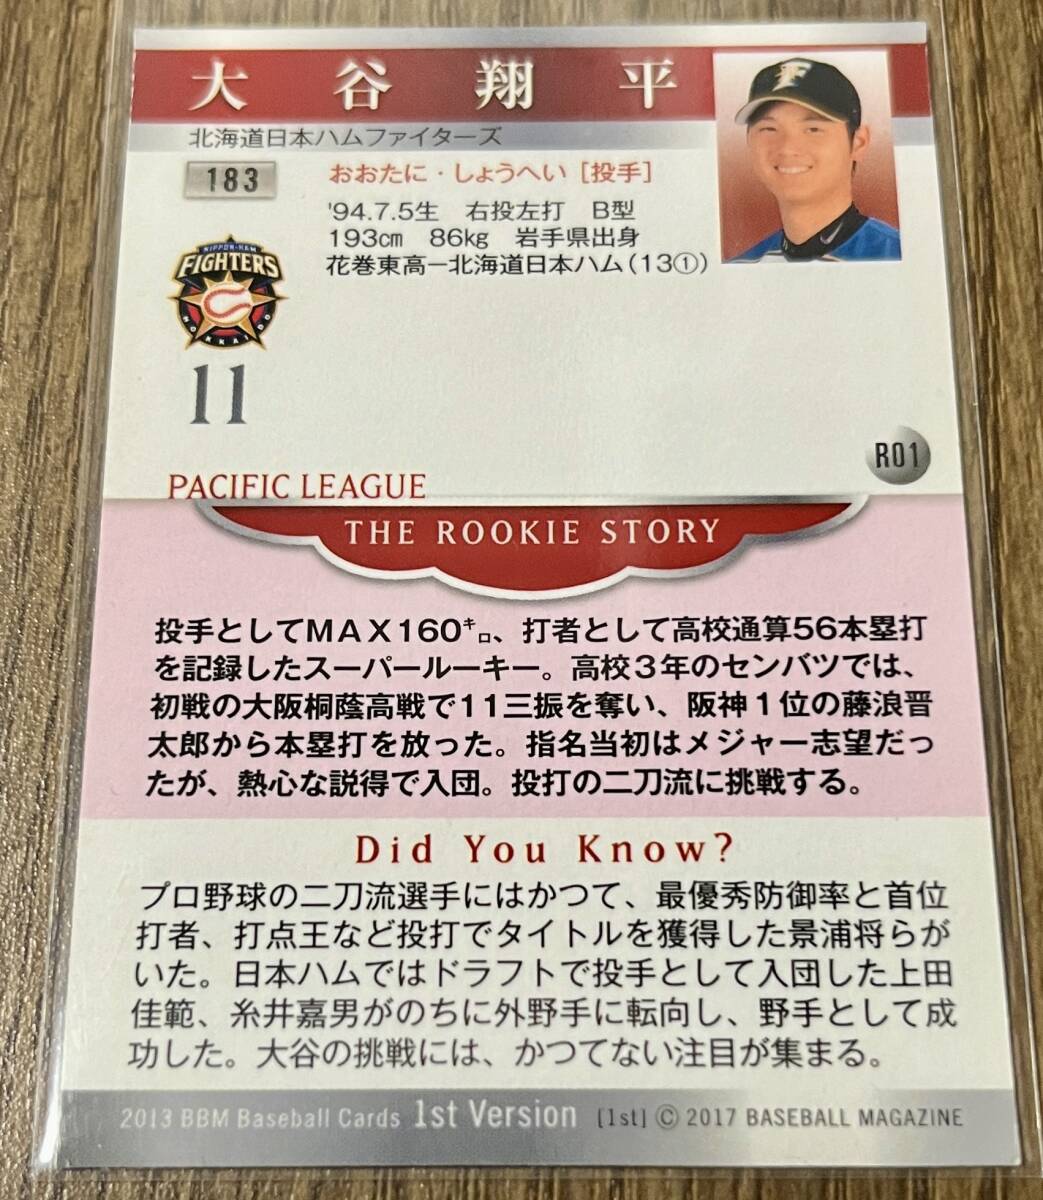 大谷翔平
北海道日本ハムファイターズ
183
おおたに・しょうへい［投手］
'94.7.5生　右投左打　B型
193㎝　86㎏　岩手県出身
花巻東高ー北海道日本ハム（13①）
NIPPON-HAM
FIGHTERS
HOKKAIDO
11
R01
PACIFIC LEAGUE
THE ROOKIE STORY
投手としてMAX160㌔、打者として高校通算56本塁打
を記録したスーパールーキー。高校3年のセンバツでは、
初戦の大阪桐蔭高戦で11三振を奪い、阪神1位の藤浪晋
太郎から本塁打を放った。指名当初はメジャー志望だっ
たが、熱心な説得で入団。投打の二刀流に挑戦する。
Did You Know?
プロ野球の二刀流選手にはかつて、最優秀防御率と首位
打者、打点王など投打でタイトルを獲得した景浦将らが
いた。日本ハムではドラフトで投手として入団した上田
佳範、糸井嘉男がのちに外野手に転向し、野手として成
功した。大谷の挑戦には、かつてない注目が集まる。
2013 BBM Baseball Cards 1st Version [1st] © 2017 BASEBALL MAGAZINE